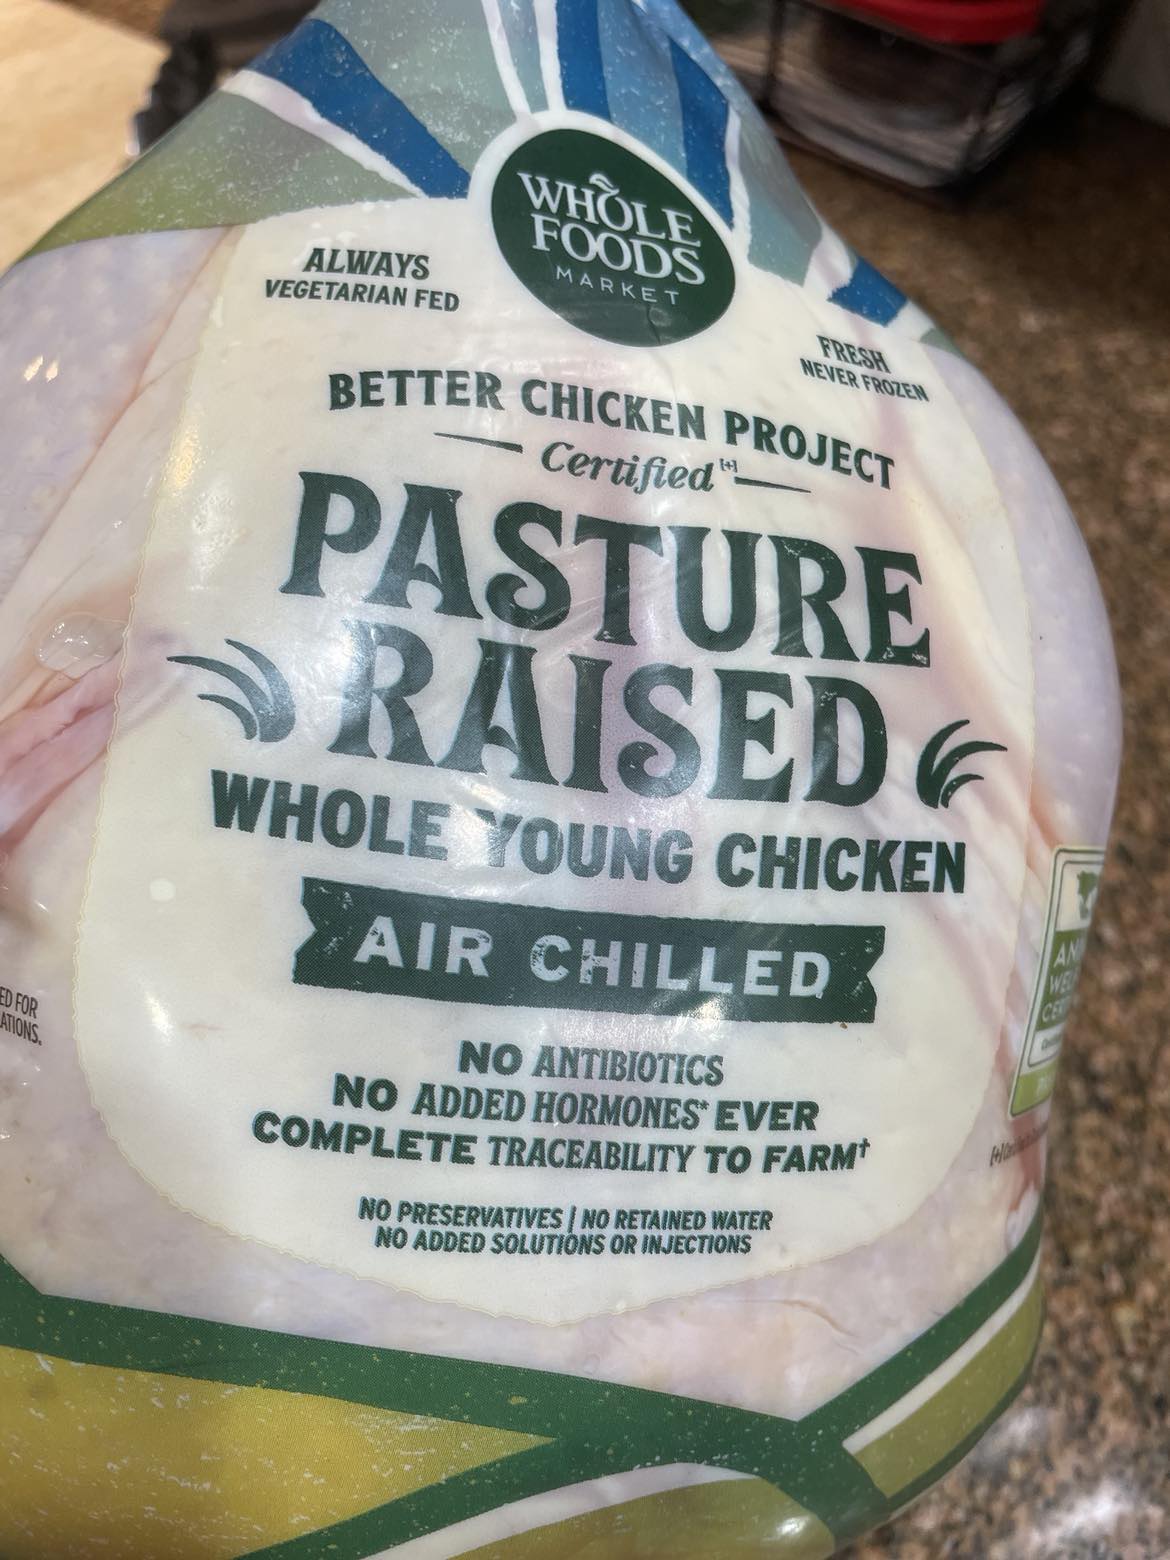 WHOLE
FOODS
MARKET
ALWAYS
VEGETARIAN FED
FRESH
NEVER FROZEN
BETTER CHICKEN PROJECT
Certified[+]
PASTURE
RAISED
WHOLE YOUNG CHICKEN
AIR CHILLED
NO ANTIBIOTICS
NO ADDED HORMONES* EVER
COMPLETE TRACEABILITY TO FARM†
NO PRESERVATIVES | NO RETAINED WATER
NO ADDED SOLUTIONS OR INJECTIONS
FOR